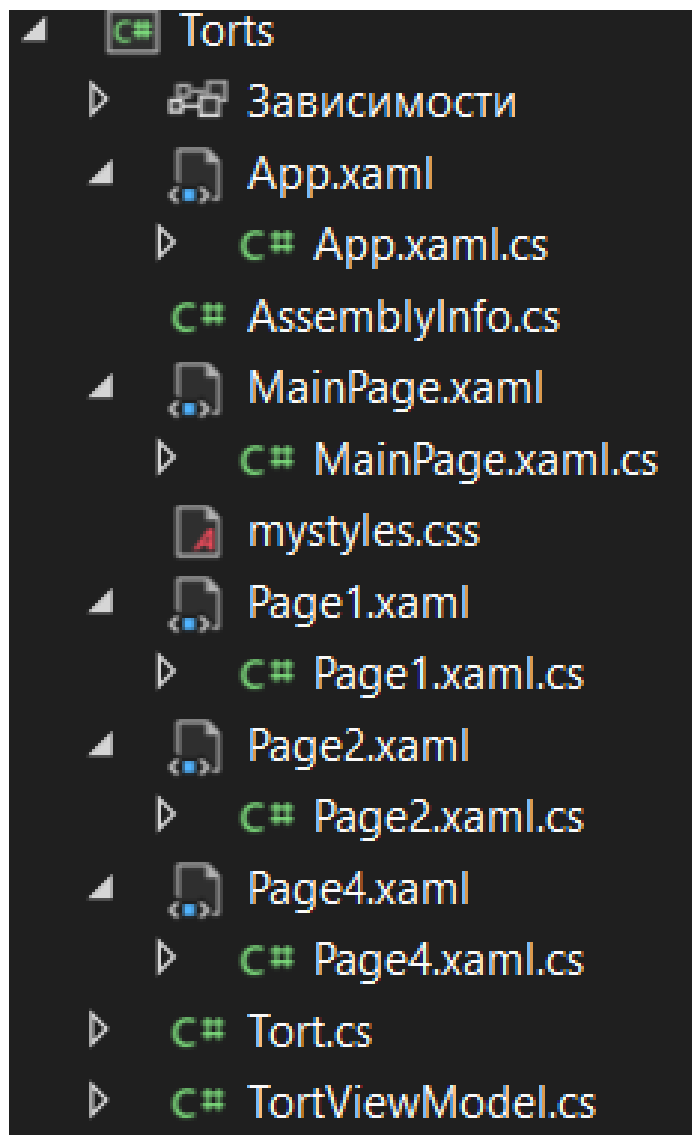 C# Torts
Зависимости
App.xaml
C# App.xaml.cs
C# AssemblyInfo.cs
MainPage.xaml
C# MainPage.xaml.cs
A mystyles.css
Page1.xaml
C# Page1.xaml.cs
Page2.xaml
C# Page2.xaml.cs
Page4.xaml
C# Page4.xaml.cs
C# Tort.cs
C# TortViewModel.cs